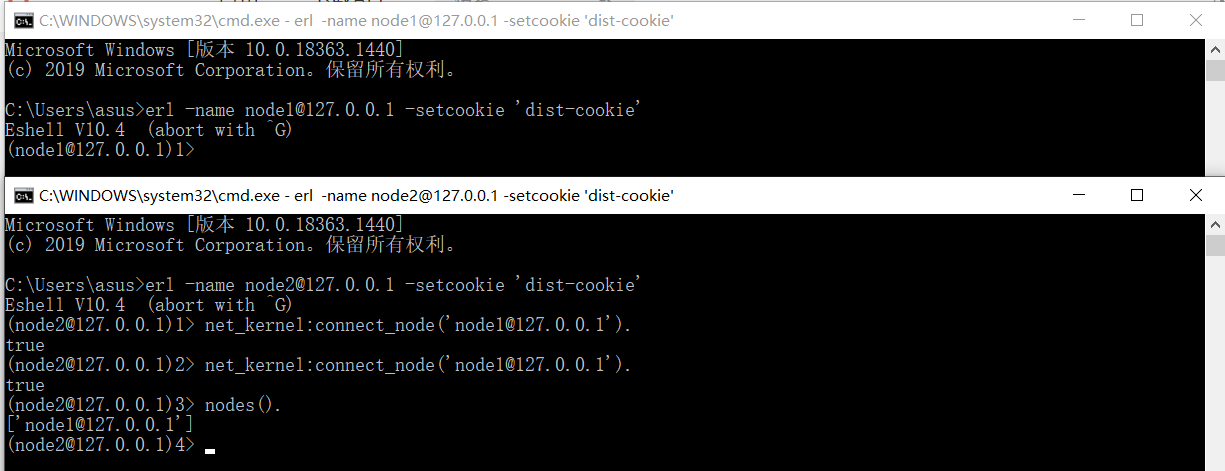 C:\WINDOWS\system32\cmd.exe - erl  -name node1@127.0.0.1 -setcookie 'dist-cookie'
Microsoft Windows [版本 10.0.18363.1440]
(c) 2019 Microsoft Corporation。保留所有权利。
C:\Users\asus>erl -name node1@127.0.0.1 -setcookie 'dist-cookie'
Eshell V10.4  (abort with ^G)
(node1@127.0.0.1)1>
C:\WINDOWS\system32\cmd.exe - erl  -name node2@127.0.0.1 -setcookie 'dist-cookie'
Microsoft Windows [版本 10.0.18363.1440]
(c) 2019 Microsoft Corporation。保留所有权利。
C:\Users\asus>erl -name node2@127.0.0.1 -setcookie 'dist-cookie'
Eshell V10.4  (abort with ^G)
(node2@127.0.0.1)1> net_kernel:connect_node('node1@127.0.0.1').
true
(node2@127.0.0.1)2> net_kernel:connect_node('node1@127.0.0.1').
true
(node2@127.0.0.1)3> nodes().
['node1@127.0.0.1']
(node2@127.0.0.1)4>